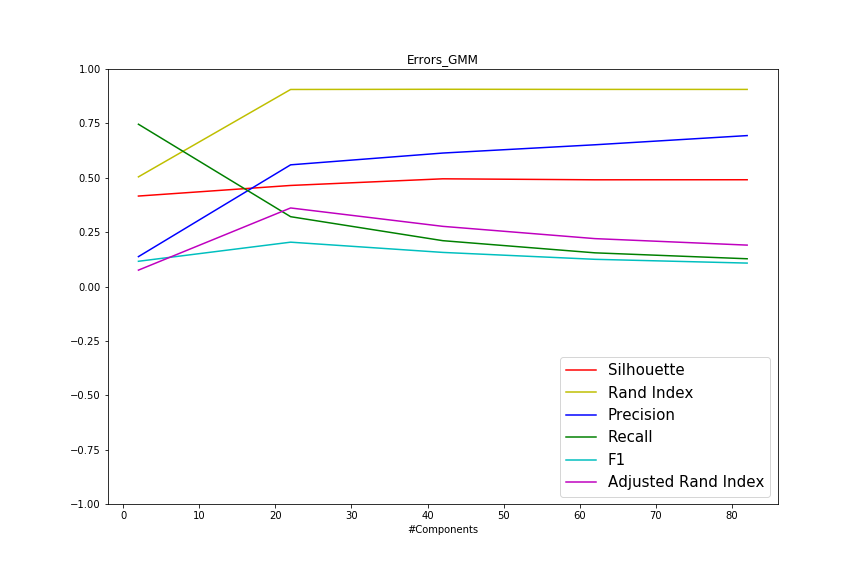 Errors_GMM
1.00
0.75
0.50
0.25
0.00
−0.25
−0.50
−0.75
−1.00
0 10 20 30 40 50 60 70 80
#Components
Silhouette
Rand Index
Precision
Recall
F1
Adjusted Rand Index